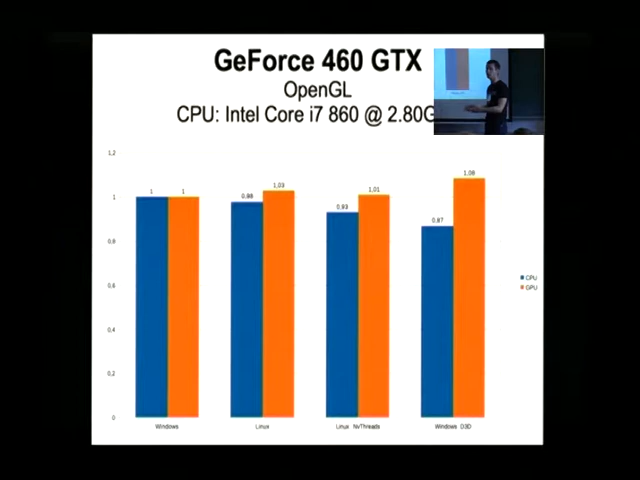 GeForce 460 GTX
OpenGL
CPU: Intel Core i7 860 @ 2.80G
1,2
1
0,8
0,6
0,4
0,2
0
1 1
0,98 1,03
0,93 1,01
0,87 1,08
CPU
GPU
Windows Linux Linux NvThreads Windows D3D